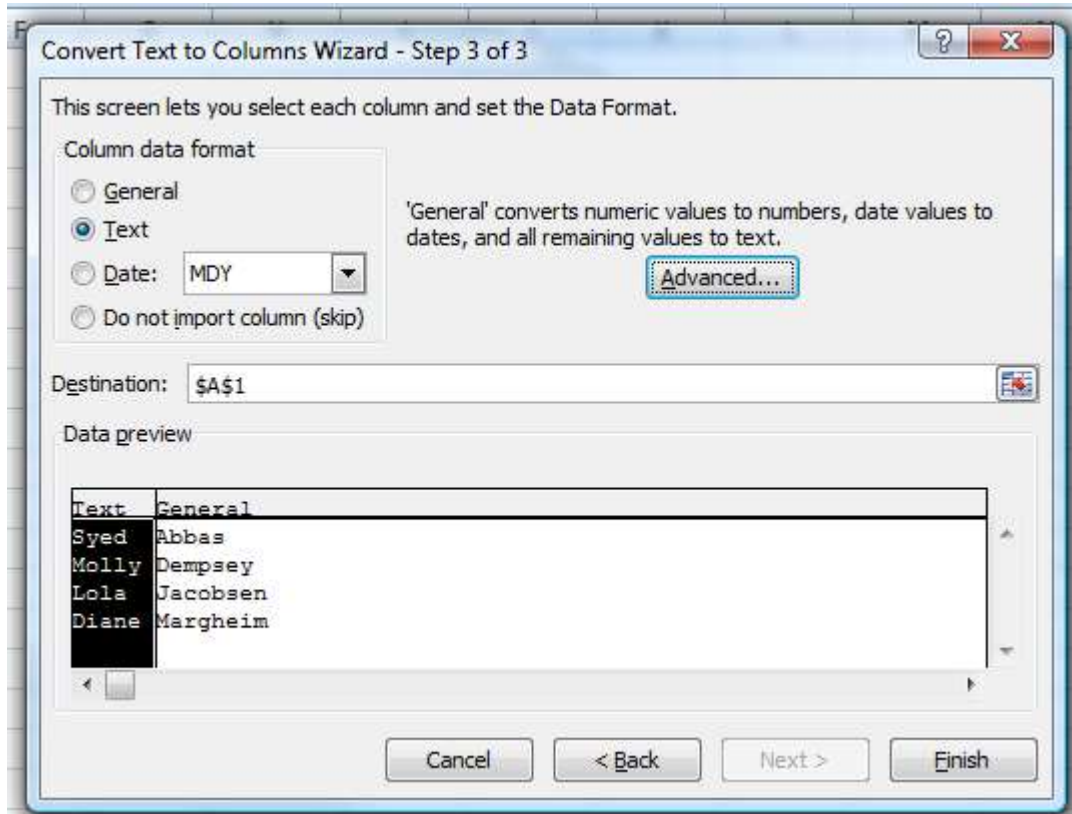 Convert Text to Columns Wizard - Step 3 of 3
This screen lets you select each column and set the Data Format.
Column data format
General
Text
Date: MDY
Do not import column (skip)
'General' converts numeric values to numbers, date values to
dates, and all remaining values to text.
Advanced...
Destination: $A$1
Data preview
Text General
Syed Abbas
Molly Dempsey
Lola Jacobsen
Diane Margheim
Cancel < Back Next > Finish